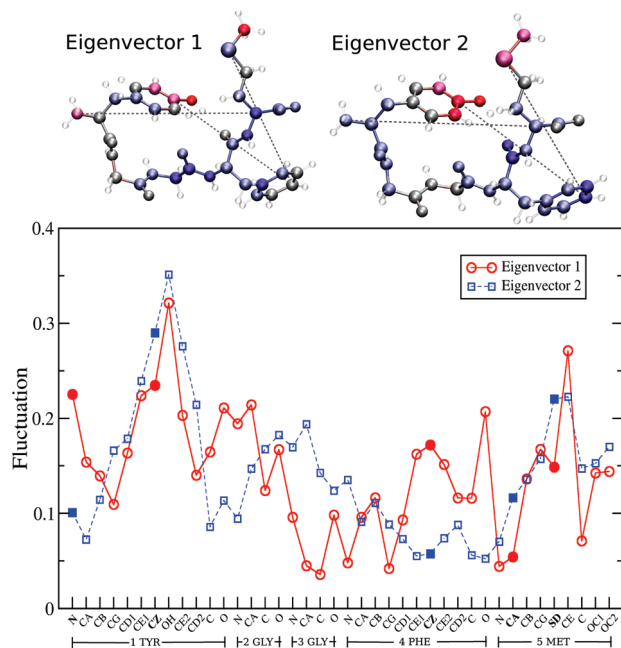 Eigenvector 1
Eigenvector 2
0.4
0.3
0.2
0.1
0
Fluctuation
Eigenvector 1
Eigenvector 2
N CA CB CG CD1 CE1 CZ OH CE2 CD2 C O N CA C O N CA C O N CA CB CG CD1 CE1 CZ CE2 CD2 C O N CA CB CG SD CE C OC1 OC2
1 TYR 2 GLY 3 GLY 4 PHE 5 MET